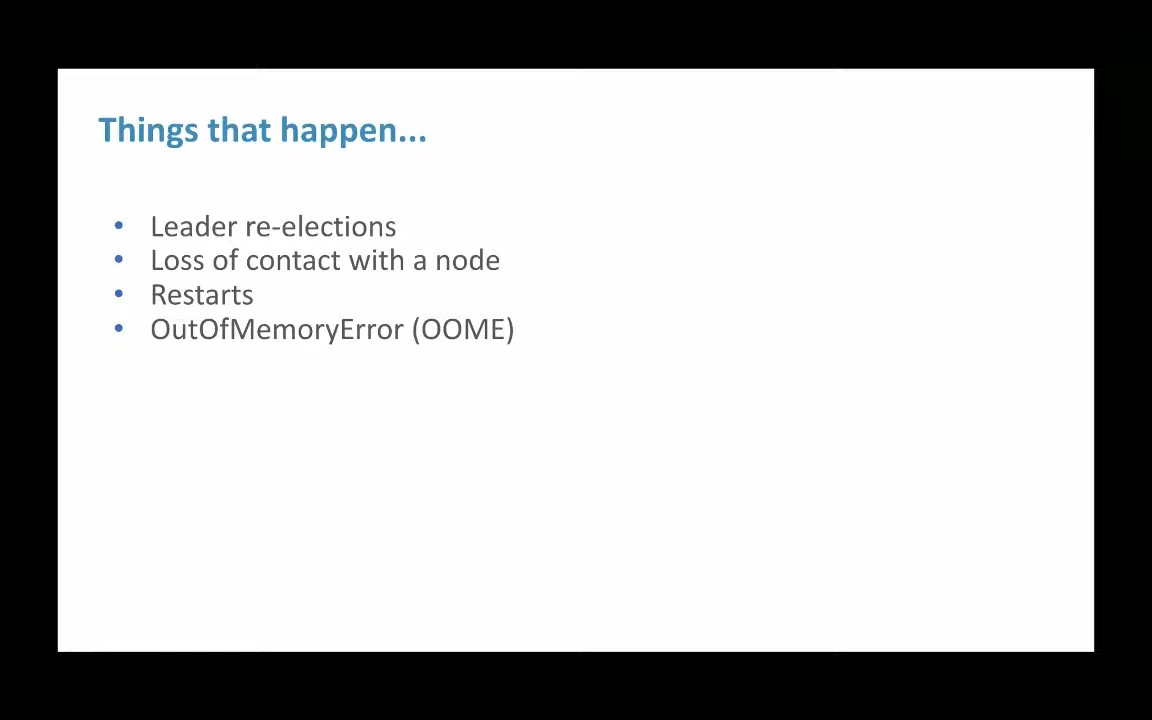 Things that happen...
• Leader re-elections
• Loss of contact with a node
• Restarts
• OutOfMemoryError (OOME)